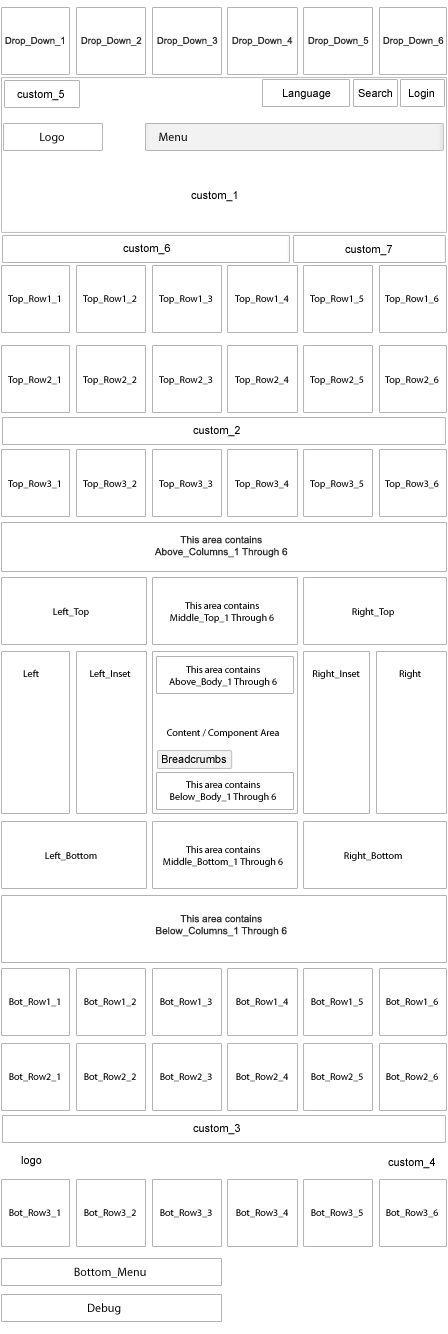 Drop_Down_1 Drop_Down_2 Drop_Down_3 Drop_Down_4 Drop_Down_5 Drop_Down_6
custom_5 Language Search Login
Logo Menu
custom_1
custom_6 custom_7
Top_Row1_1 Top_Row1_2 Top_Row1_3 Top_Row1_4 Top_Row1_5 Top_Row1_6
Top_Row2_1 Top_Row2_2 Top_Row2_3 Top_Row2_4 Top_Row2_5 Top_Row2_6
custom_2
Top_Row3_1 Top_Row3_2 Top_Row3_3 Top_Row3_4 Top_Row3_5 Top_Row3_6
This area contains
Above_Columns_1 Through 6
Left_Top
This area contains
Middle_Top_1 Through 6
Right_Top
Left
Left_Inset
This area contains
Above_Body_1 Through 6
Content / Component Area
Breadcrumbs
This area contains
Below_Body_1 Through 6
Right_Inset
Right
Left_Bottom
This area contains
Middle_Bottom_1 Through 6
Right_Bottom
This area contains
Below_Columns_1 Through 6
Bot_Row1_1 Bot_Row1_2 Bot_Row1_3 Bot_Row1_4 Bot_Row1_5 Bot_Row1_6
Bot_Row2_1 Bot_Row2_2 Bot_Row2_3 Bot_Row2_4 Bot_Row2_5 Bot_Row2_6
custom_3
logo custom_4
Bot_Row3_1 Bot_Row3_2 Bot_Row3_3 Bot_Row3_4 Bot_Row3_5 Bot_Row3_6
Bottom_Menu
Debug